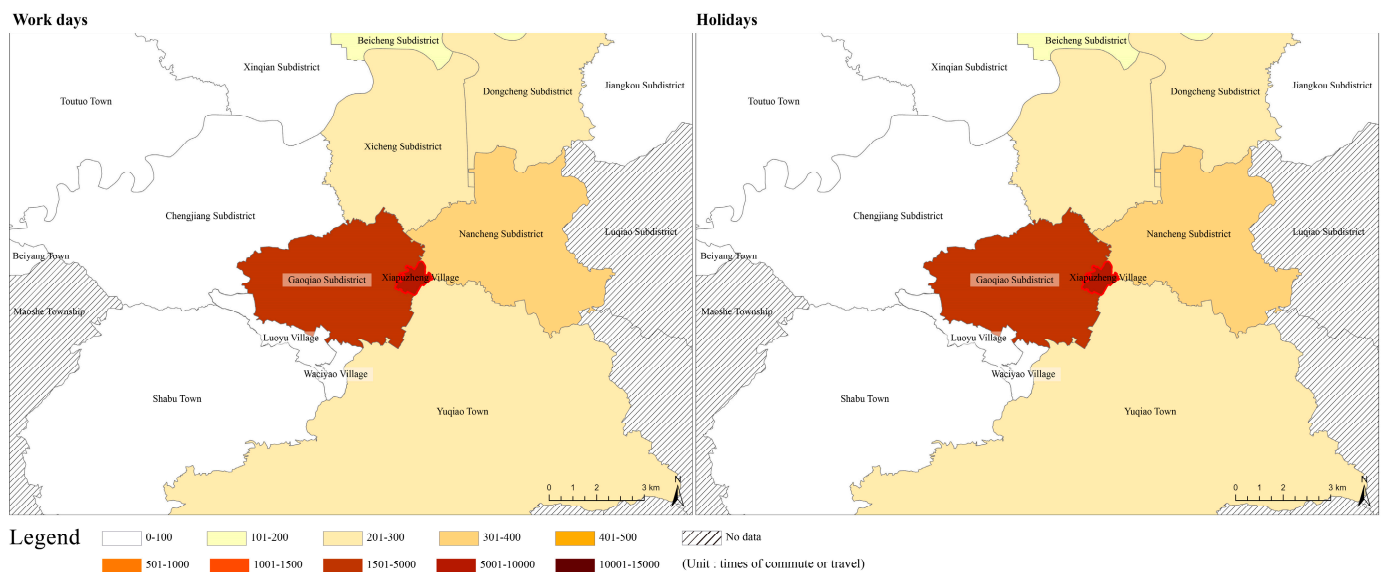 Work days
Beicheng Subdistrict
Xinqian Subdistrict
Toutuo Town
Dongcheng Subdistrict
Xicheng Subdistrict
Chengjiang Subdistrict
Nancheng Subdistrict
Beiyang Town
Gaoqiao Subdistrict
Xiapuzheng Village
Luqiao Subdistrict
Maoshe Township
Luoyu Village
Waciyao Village
Shabu Town
Yuqiao Town
N
0 1 2 3 km
Holidays
Beicheng Subdistrict
Xinqian Subdistrict
Toutuo Town
Dongcheng Subdistrict
Jiangkou Subdistrict
Xicheng Subdistrict
Chengjiang Subdistrict
Nancheng Subdistrict
Luqiao Subdistrict
Beiyang Town
Gaoqiao Subdistrict
Xiapuzheng Village
Maoshe Township
Luoyu Village
Waciyao Village
Shabu Town
Yuqiao Town
N
0 1 2 3 km
Jiangkou Subdistrict
Legend
0-100
101-200
201-300
301-400
401-500
No data
501-1000
1001-1500
1501-5000
5001-10000
10001-15000
(Unit : times of commute or travel)